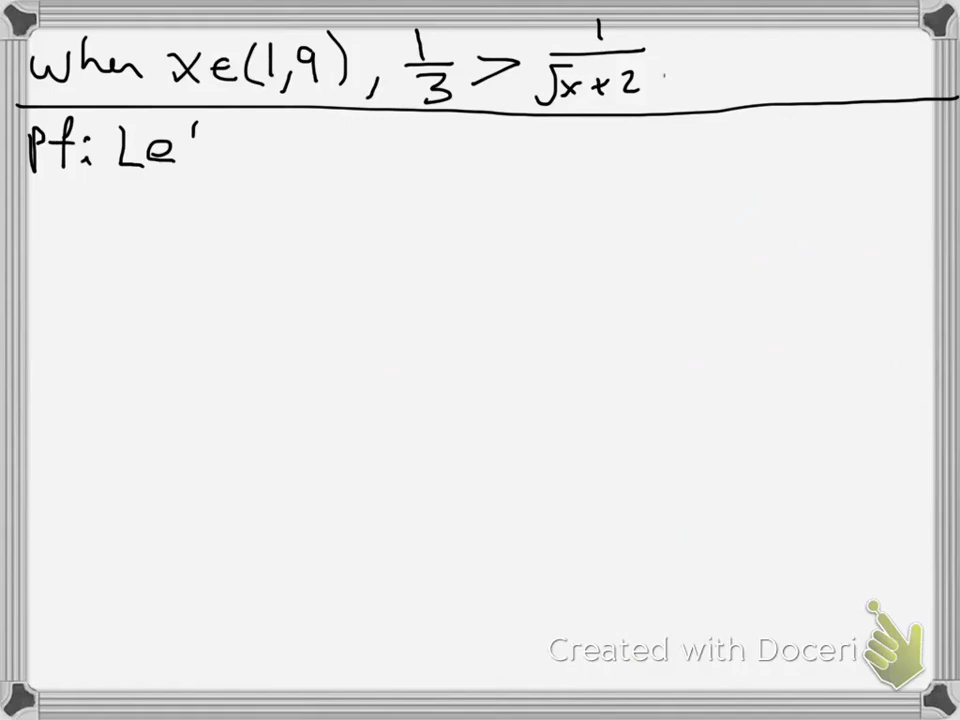 when x∈(1,9), 1/3 > 1/(√x + 2)
Pf: Le'
Created with Doceri